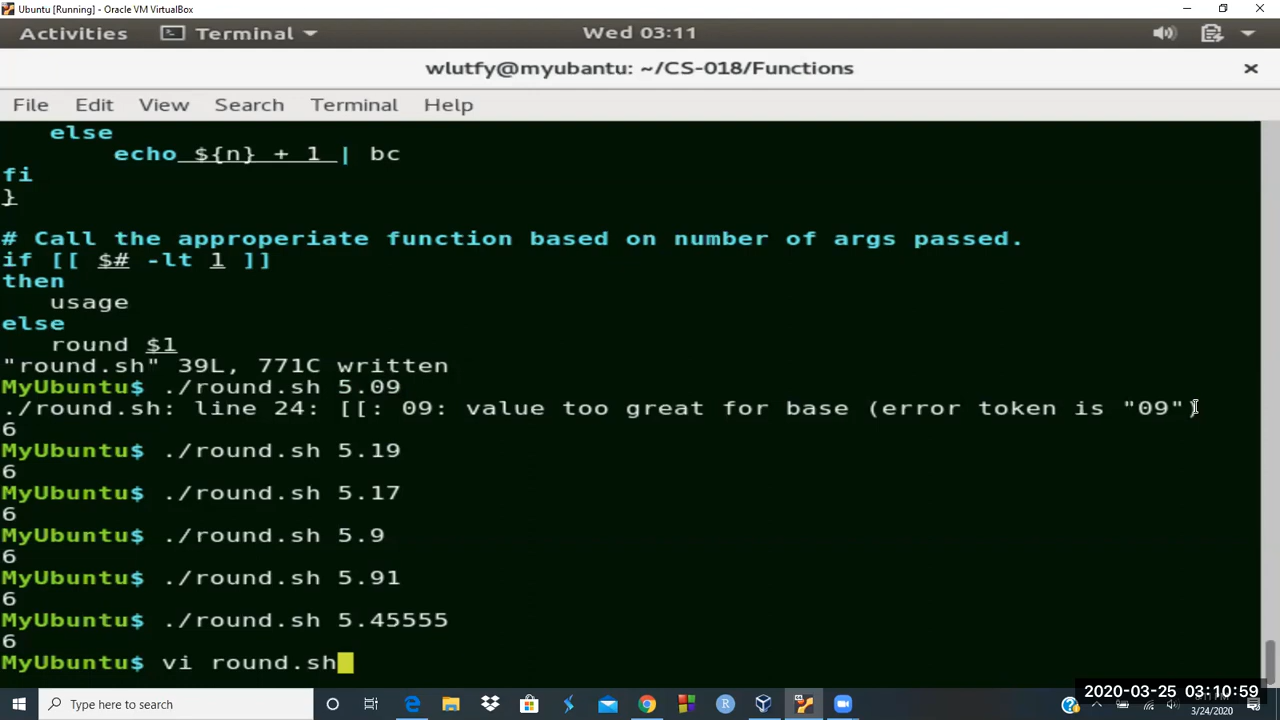 Ubuntu [Running] - Oracle VM VirtualBox
Activities Terminal Wed 03:11
wlutfy@myubantu: ~/CS-018/Functions
File Edit View Search Terminal Help
else
echo ${n} + 1 | bc
fi
}
# Call the approperiate function based on number of args passed.
if [[ $# -lt 1 ]]
then
usage
else
round $1
"round.sh" 39L, 771C written
MyUbuntu$ ./round.sh 5.09
./round.sh: line 24: [[: 09: value too great for base (error token is "09")
6
MyUbuntu$ ./round.sh 5.19
6
MyUbuntu$ ./round.sh 5.17
6
MyUbuntu$ ./round.sh 5.9
6
MyUbuntu$ ./round.sh 5.91
6
MyUbuntu$ ./round.sh 5.45555
6
MyUbuntu$ vi round.sh
Type here to search
2020-03-25 03:10:59
3/24/2020